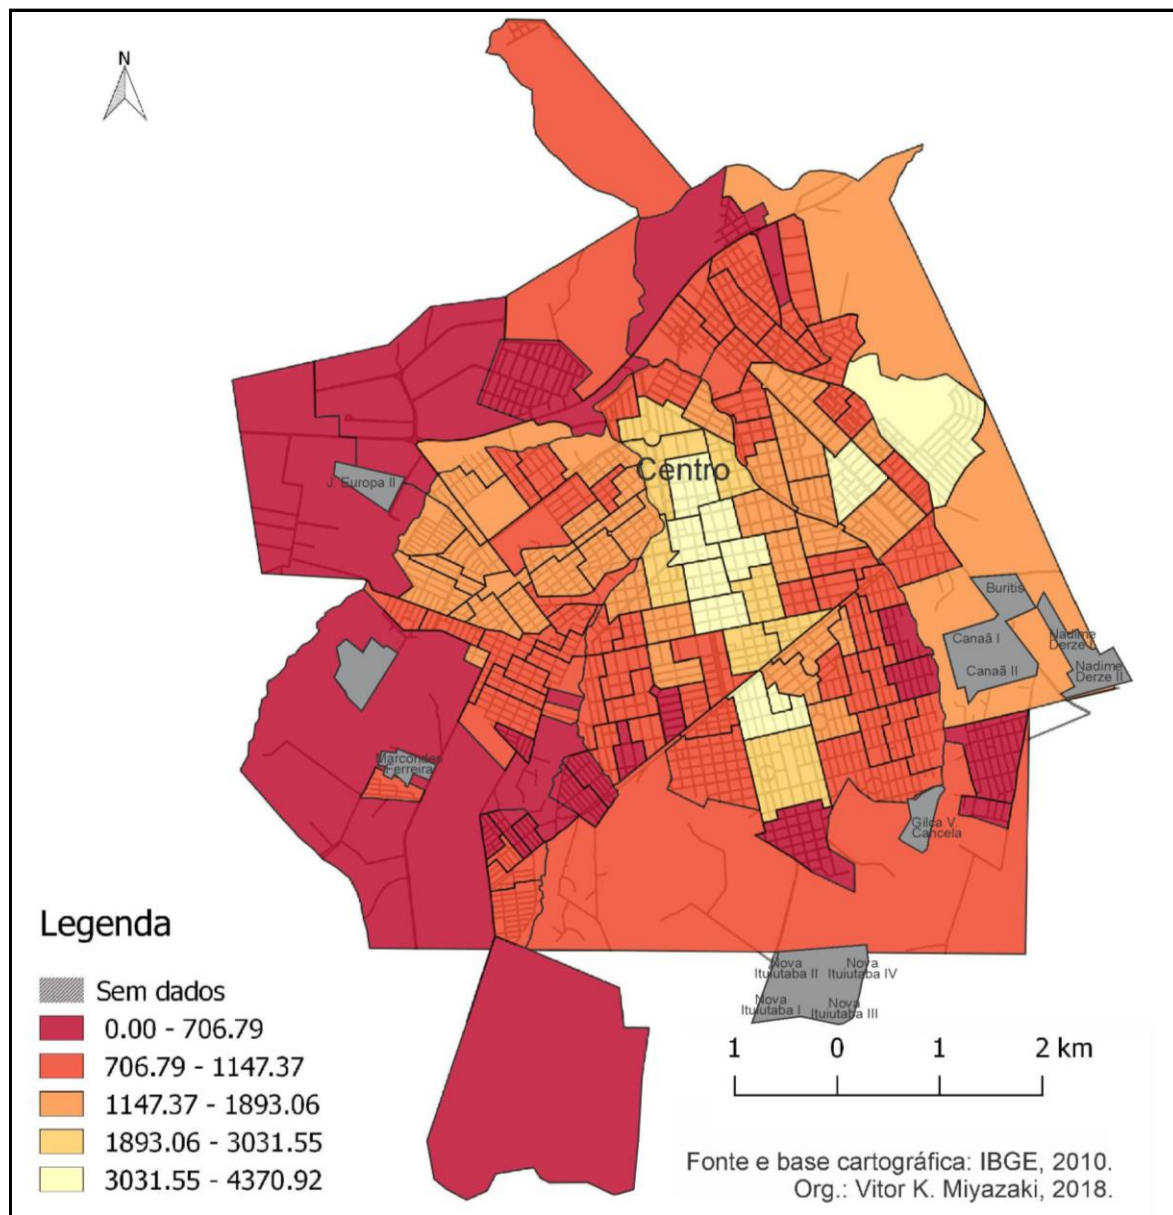 N
Centro
J. Europa II
Buritis
Canaã I
Nadime
Derze I
Canaã II
Nadime
Derze II
Marcondes
Ferreira
Gilca V.
Cancela
Nova
Ituiutaba II
Nova
Ituiutaba IV
Nova
Ituiutaba I
Nova
Ituiutaba III
Legenda
Sem dados
0.00 - 706.79
706.79 - 1147.37
1147.37 - 1893.06
1893.06 - 3031.55
3031.55 - 4370.92
1 0 1 2 km
Fonte e base cartográfica: IBGE, 2010.
Org.: Vitor K. Miyazaki, 2018.